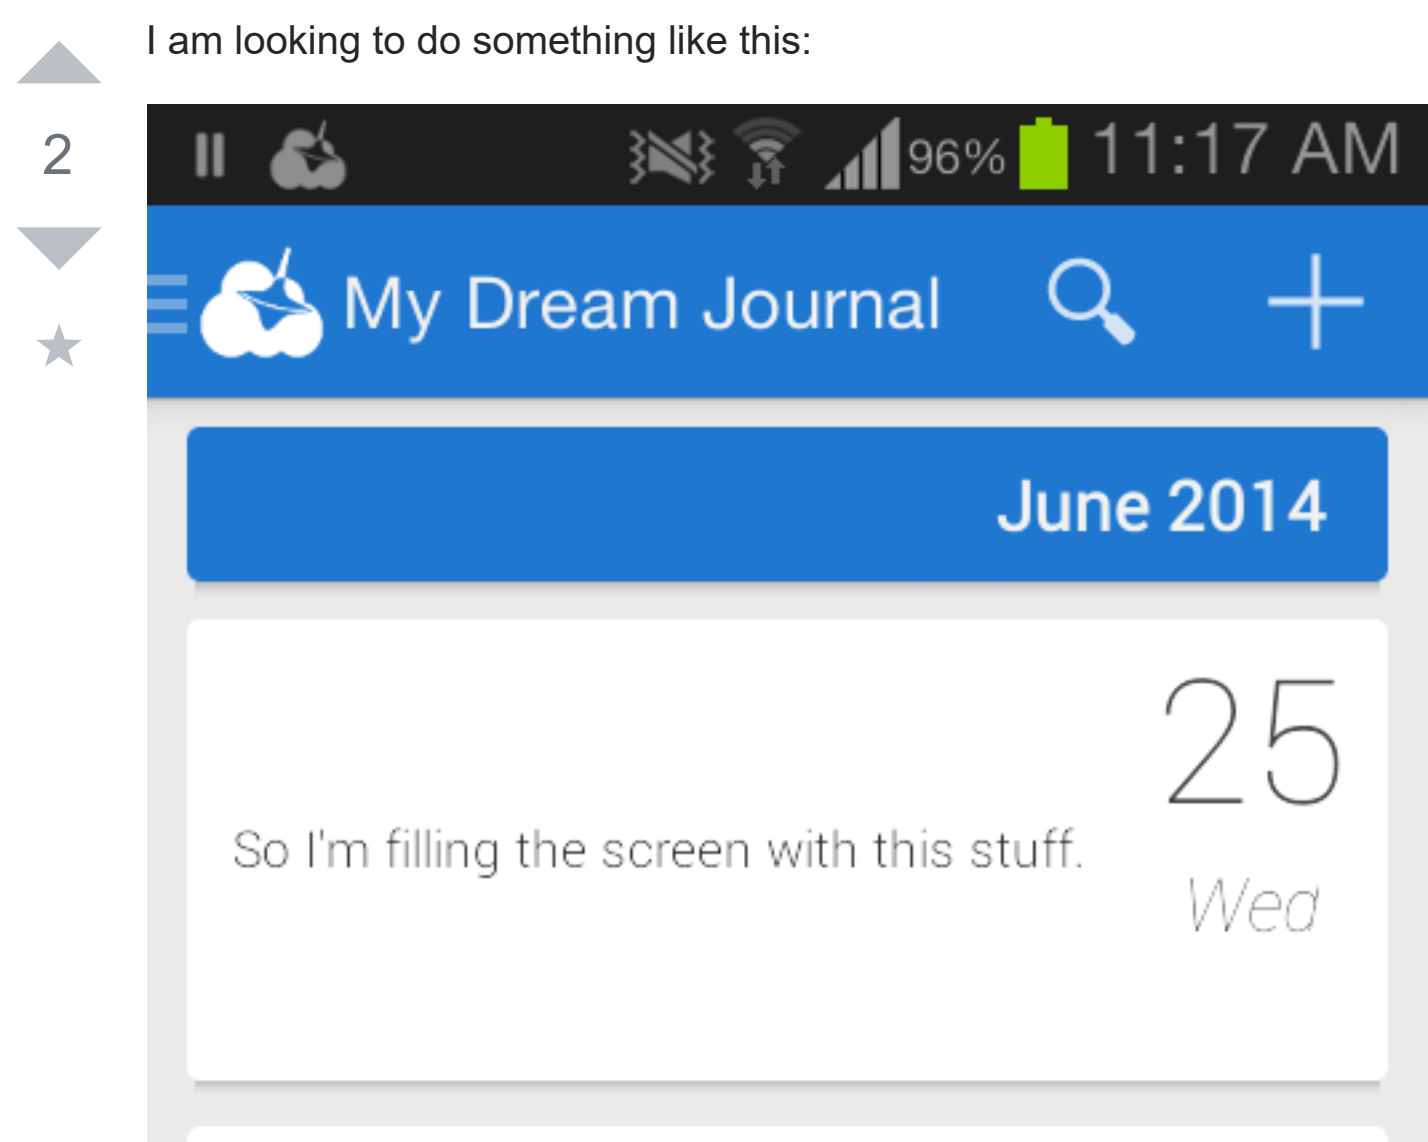 I am looking to do something like this:
2
96% 11:17 AM
My Dream Journal
June 2014
25
So I'm filling the screen with this stuff.
Wed